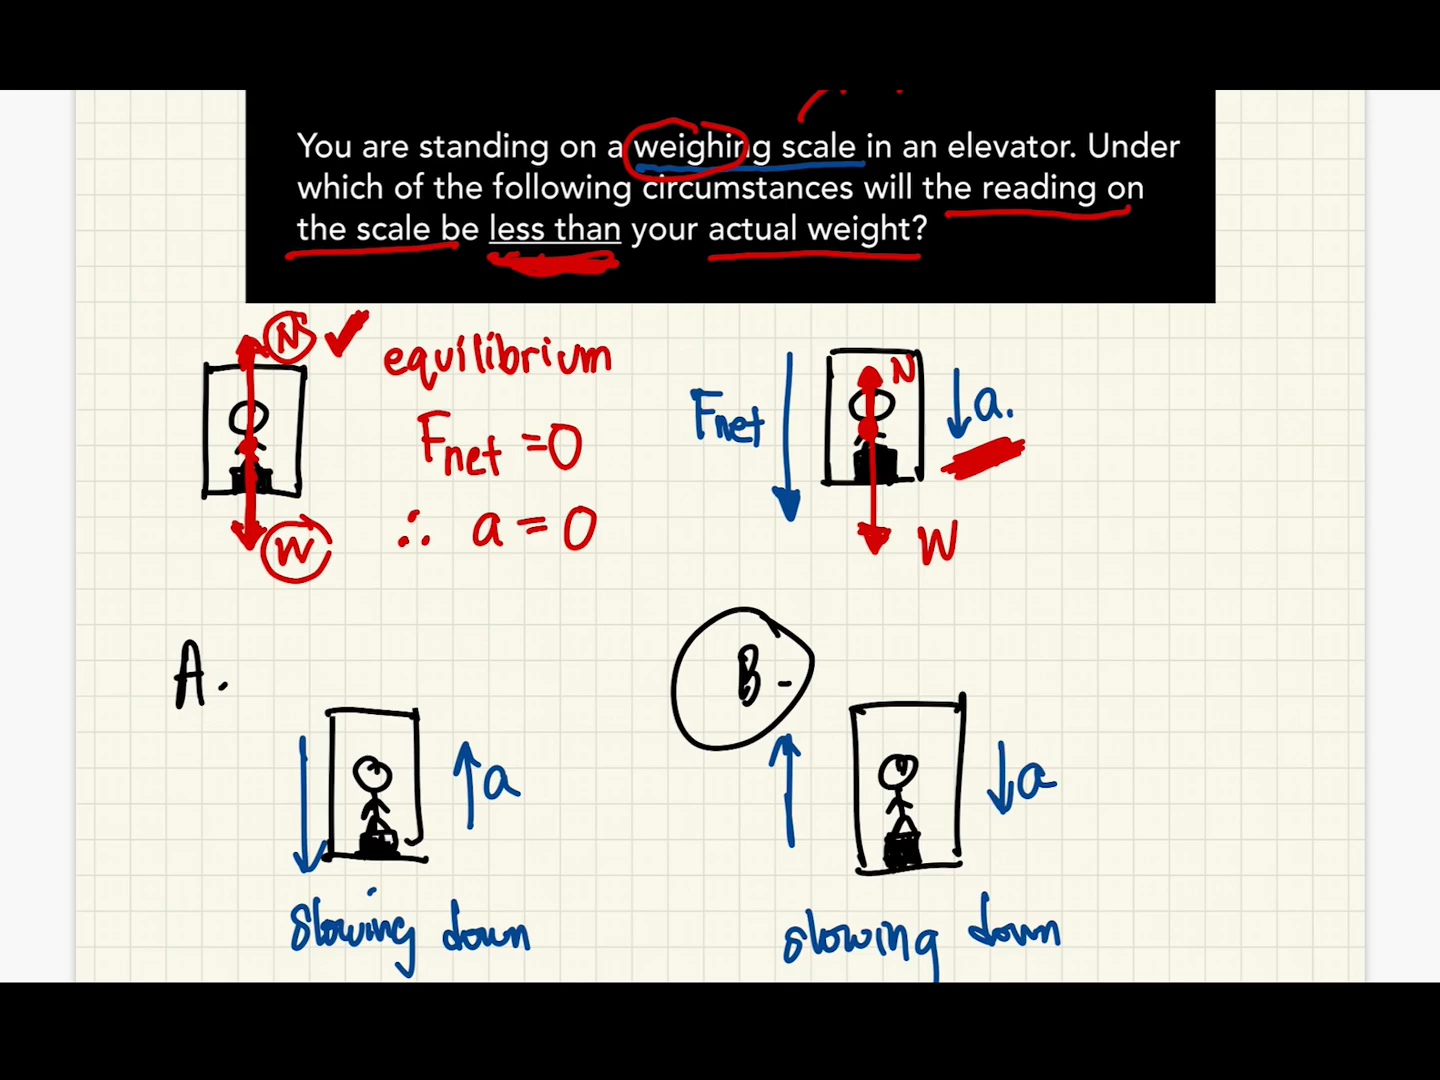 You are standing on a weighing scale in an elevator. Under
which of the following circumstances will the reading on
the scale be less than your actual weight?
N
equilibrium
Fnet =0
∴ a = 0
W
N
Fnet
a.
W
A.
a
slowing down
B-
a
slowing down